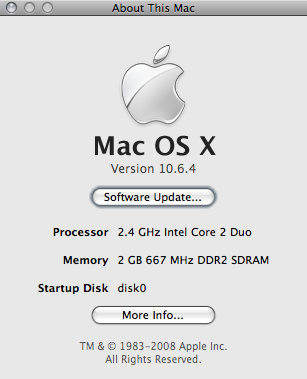 About This Mac
Mac OS X
Version 10.6.4
Software Update...
Processor 2.4 GHz Intel Core 2 Duo
Memory 2 GB 667 MHz DDR2 SDRAM
Startup Disk disk0
More Info...
TM & © 1983-2008 Apple Inc.
All Rights Reserved.